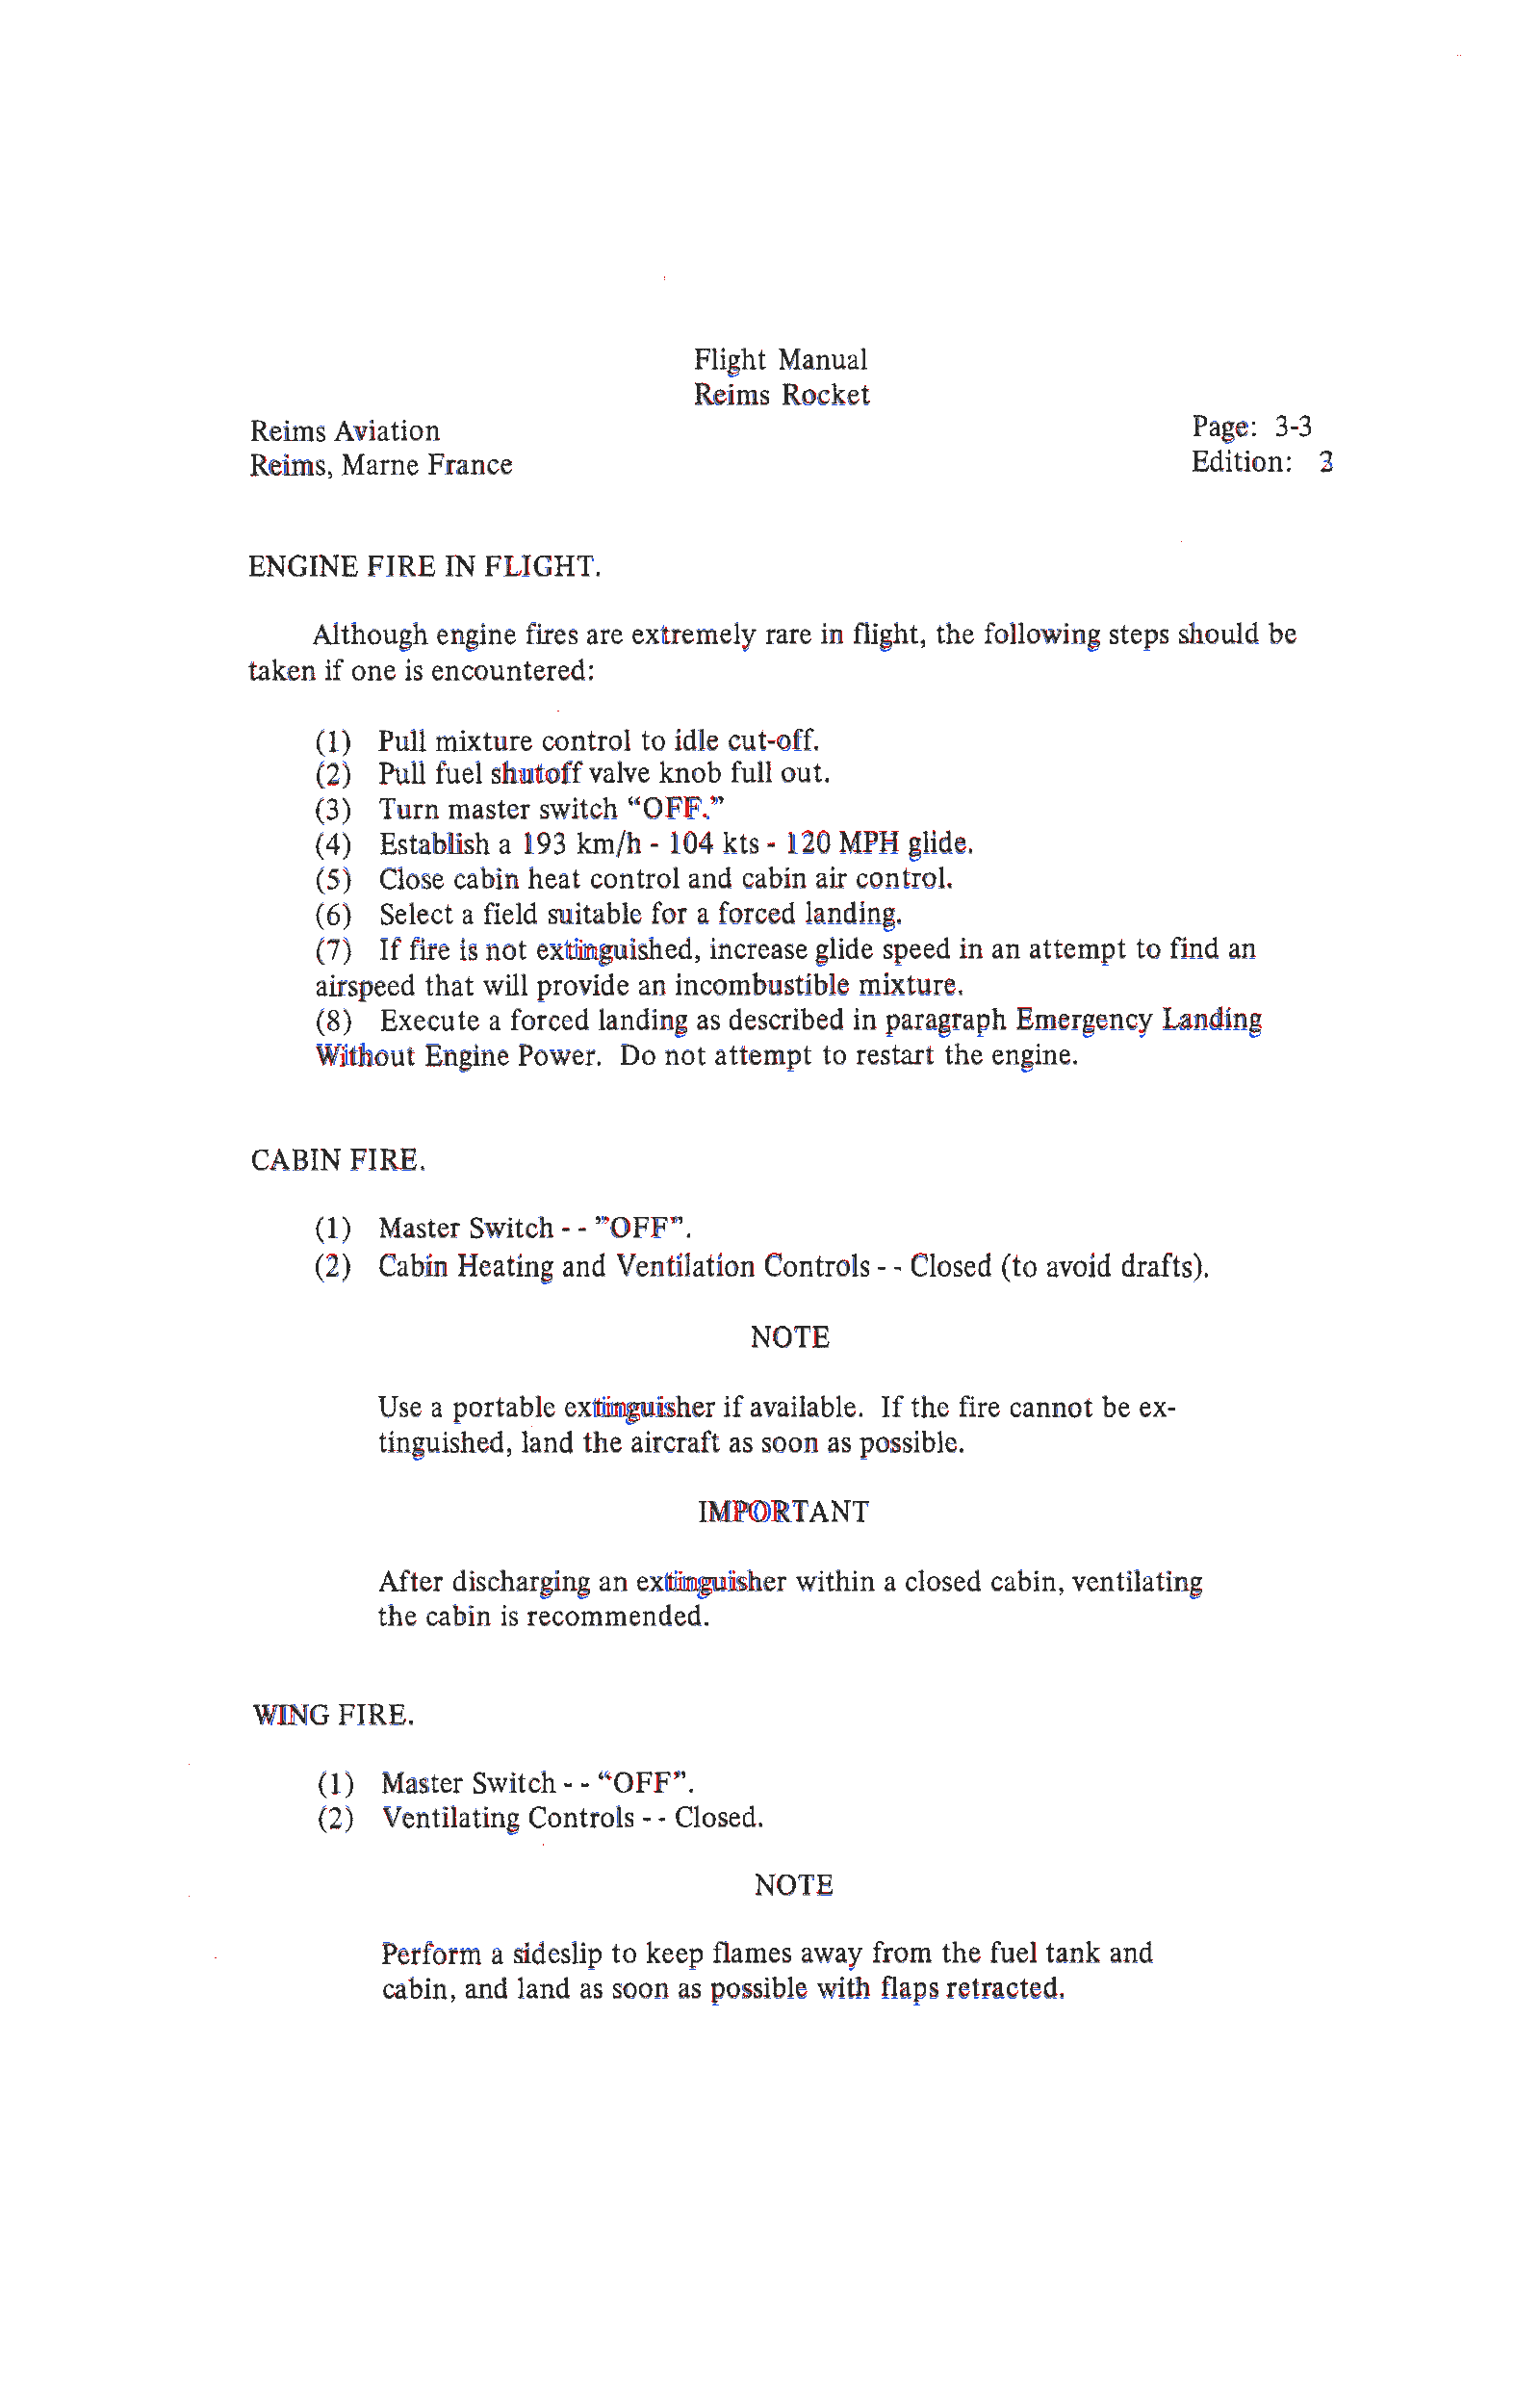 Flight Manual
Reims Rocket
Reims Aviation
Page: 3-3
Reims, Marne France
Edition: 3
ENGINE FIRE IN FLIGHT.
Although engine fires are extremely rare in flight, the following steps should be
taken if one is encountered:
(1) Pull mixture control to idle cut-off.
(2) Pull fuel shutoff valve knob full out.
(3) Turn master switch “OFF.”
(4) Establish a 193 km/h - 104 kts - 120 MPH glide.
(5) Close cabin heat control and cabin air control.
(6) Select a field suitable for a forced landing.
(7) If fire is not extinguished, increase glide speed in an attempt to find an
airspeed that will provide an incombustible mixture.
(8) Execute a forced landing as described in paragraph Emergency Landing
Without Engine Power. Do not attempt to restart the engine.
CABIN FIRE.
(1) Master Switch - - ”OFF”.
(2) Cabin Heating and Ventilation Controls - - Closed (to avoid drafts).
NOTE
Use a portable extinguisher if available. If the fire cannot be ex-
tinguished, land the aircraft as soon as possible.
IMPORTANT
After discharging an extinguisher within a closed cabin, ventilating
the cabin is recommended.
WING FIRE.
(1) Master Switch - - “OFF”.
(2) Ventilating Controls - - Closed.
NOTE
Perform a sideslip to keep flames away from the fuel tank and
cabin, and land as soon as possible with flaps retracted.